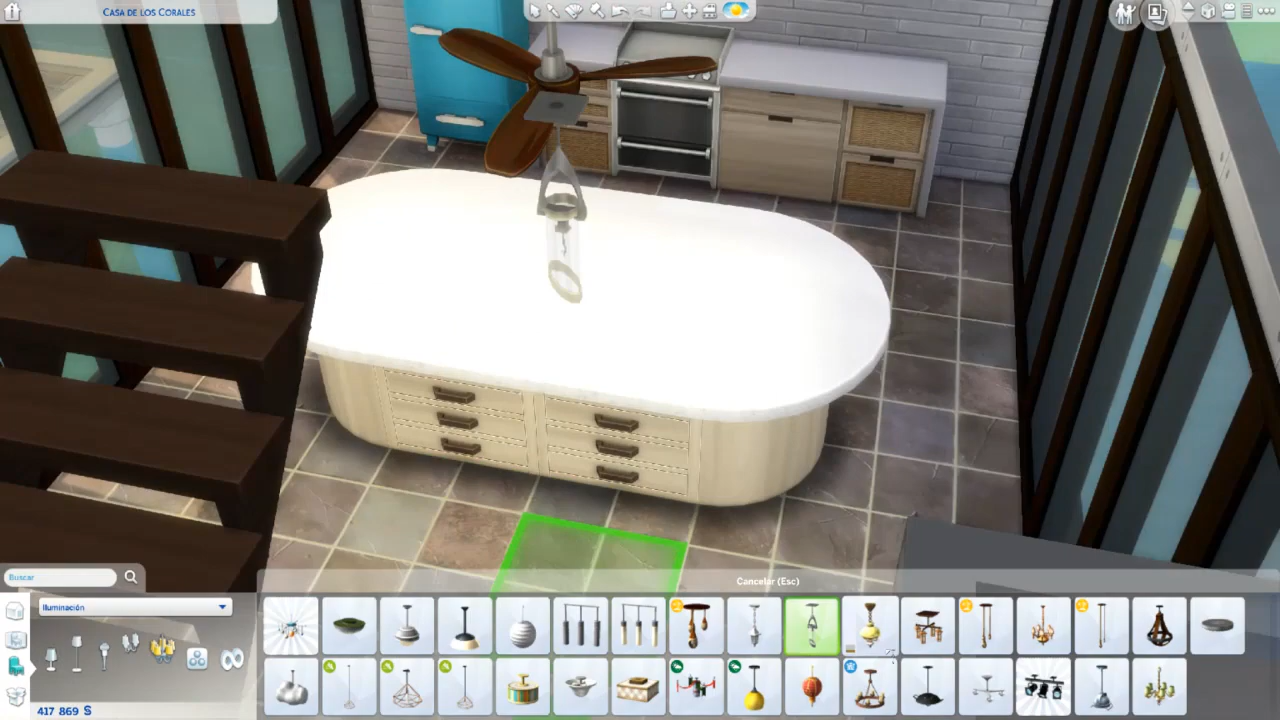 Casa de los Corales
Cancelar (Esc)
Buscar
Iluminación
417 869 $